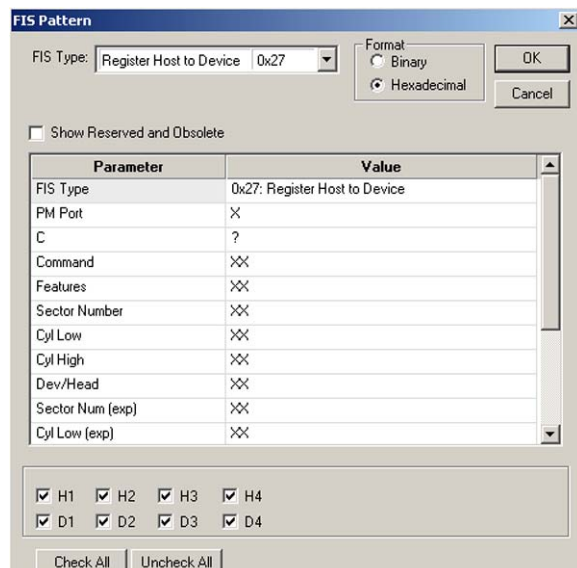 FIS Pattern
FIS Type: Register Host to Device 0x27
Format
Binary
Hexadecimal
OK
Cancel
Show Reserved and Obsolete
Parameter Value
FIS Type 0x27: Register Host to Device
PM Port X
C ?
Command XX
Features XX
Sector Number XX
Cyl Low XX
Cyl High XX
Dev/Head XX
Sector Num (exp) XX
Cyl Low (exp) XX
H1 H2 H3 H4
D1 D2 D3 D4
Check All Uncheck All